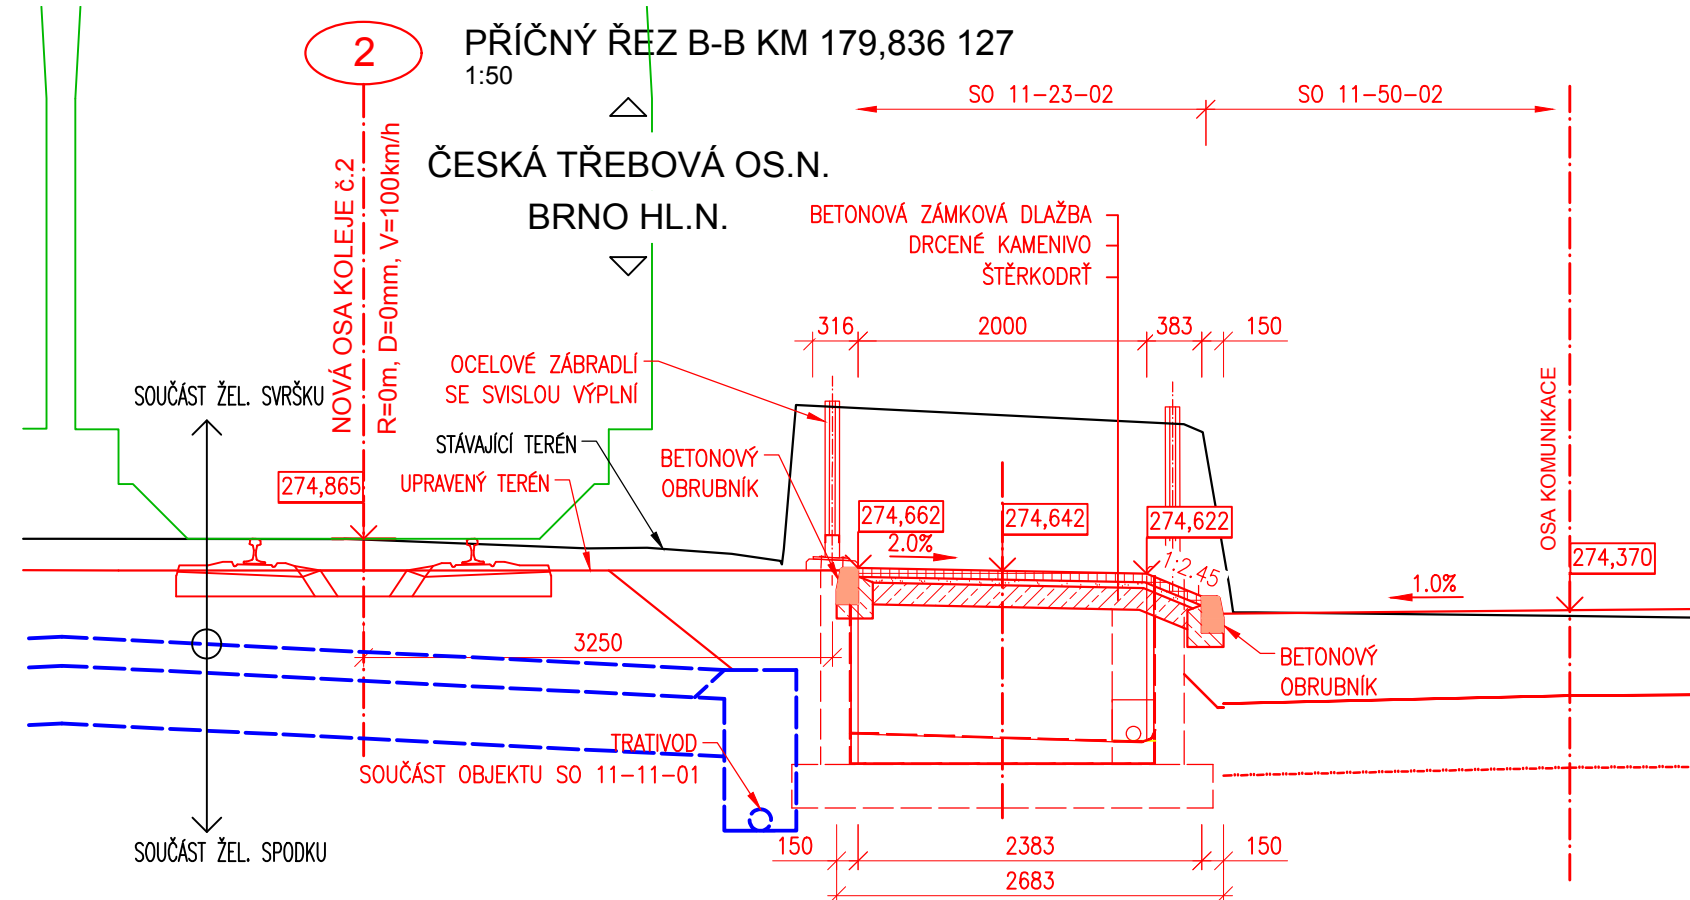 2
PŘÍČNÝ ŘEZ B-B KM 179,836 127
1:50
SO 11-23-02
SO 11-50-02
ČESKÁ TŘEBOVÁ OS.N.
BRNO HL.N.
NOVÁ OSA KOLEJE č.2
R=0m, D=0mm, V=100km/h
BETONOVÁ ZÁMKOVÁ DLAŽBA
DRCENÉ KAMENIVO
ŠTĚRKODRŤ
316
2000
383
150
OCELOVÉ ZÁBRADLÍ
SE SVISLOU VÝPLNÍ
SOUČÁST ŽEL. SVRŠKU
STÁVAJÍCÍ TERÉN
UPRAVENÝ TERÉN
BETONOVÝ
OBRUBNÍK
OSA KOMUNIKACE
274,865
274,662
274,642
274,622
274,370
2.0%
1:2.45
1.0%
3250
BETONOVÝ
OBRUBNÍK
TRATIVOD
SOUČÁST OBJEKTU SO 11-11-01
SOUČÁST ŽEL. SPODKU
150
2383
150
2683